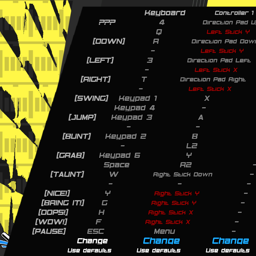 Keyboard Controller 1
PPP 4 Direction Pad U
Q Left Stick Y
[DOWN] R Direction Pad Down
- Left Stick Y
[LEFT] 3 Direction Pad Left
- Left Stick X
[RIGHT] T Direction Pad Right
- Left Stick X
[SWING] Keypad 1 X
- -
[JUMP] Keypad 3 A
- -
[BUNT] Keypad 2 B
- L2
[GRAB] Keypad 6 Y
Space R2 -
[TAUNT] W Right Stick Down
- - -
[NICE!] Y Right Stick Y -
[BRING IT!] G Right Stick Y -
[OOPS!] H Right Stick X -
[WOW!] F Right Stick X -
[PAUSE] ESC Menu -
Change Change Change
Use defaults Use defaults Use defaults